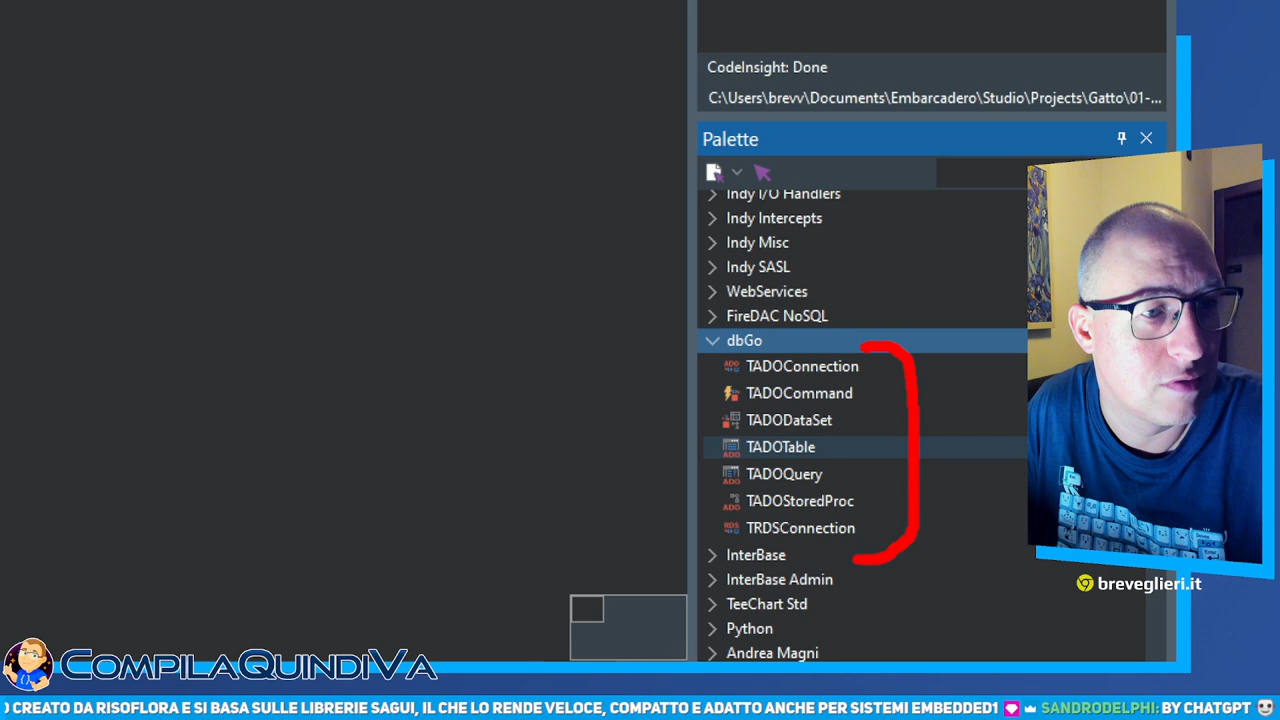 CodeInsight: Done
C:\Users\brevv\Documents\Embarcadero\Studio\Projects\Gatto\01-...
Palette
Indy I/O Handlers
Indy Intercepts
Indy Misc
Indy SASL
WebServices
FireDAC NoSQL
dbGo
TADOConnection
TADOCommand
TADODataSet
TADOTable
TADOQuery
TADOStoredProc
TRDSConnection
InterBase
InterBase Admin
TeeChart Std
Python
Andrea Magni
breveglieri.it
CompilaQuindiVa
O CREATO DA RISOFLORA E SI BASA SULLE LIBRERIE SAGUI, IL CHE LO RENDE VELOCE, COMPATTO E ADATTO ANCHE PER SISTEMI EMBEDDED1 SANDRODELPHI: BY CHATGPT